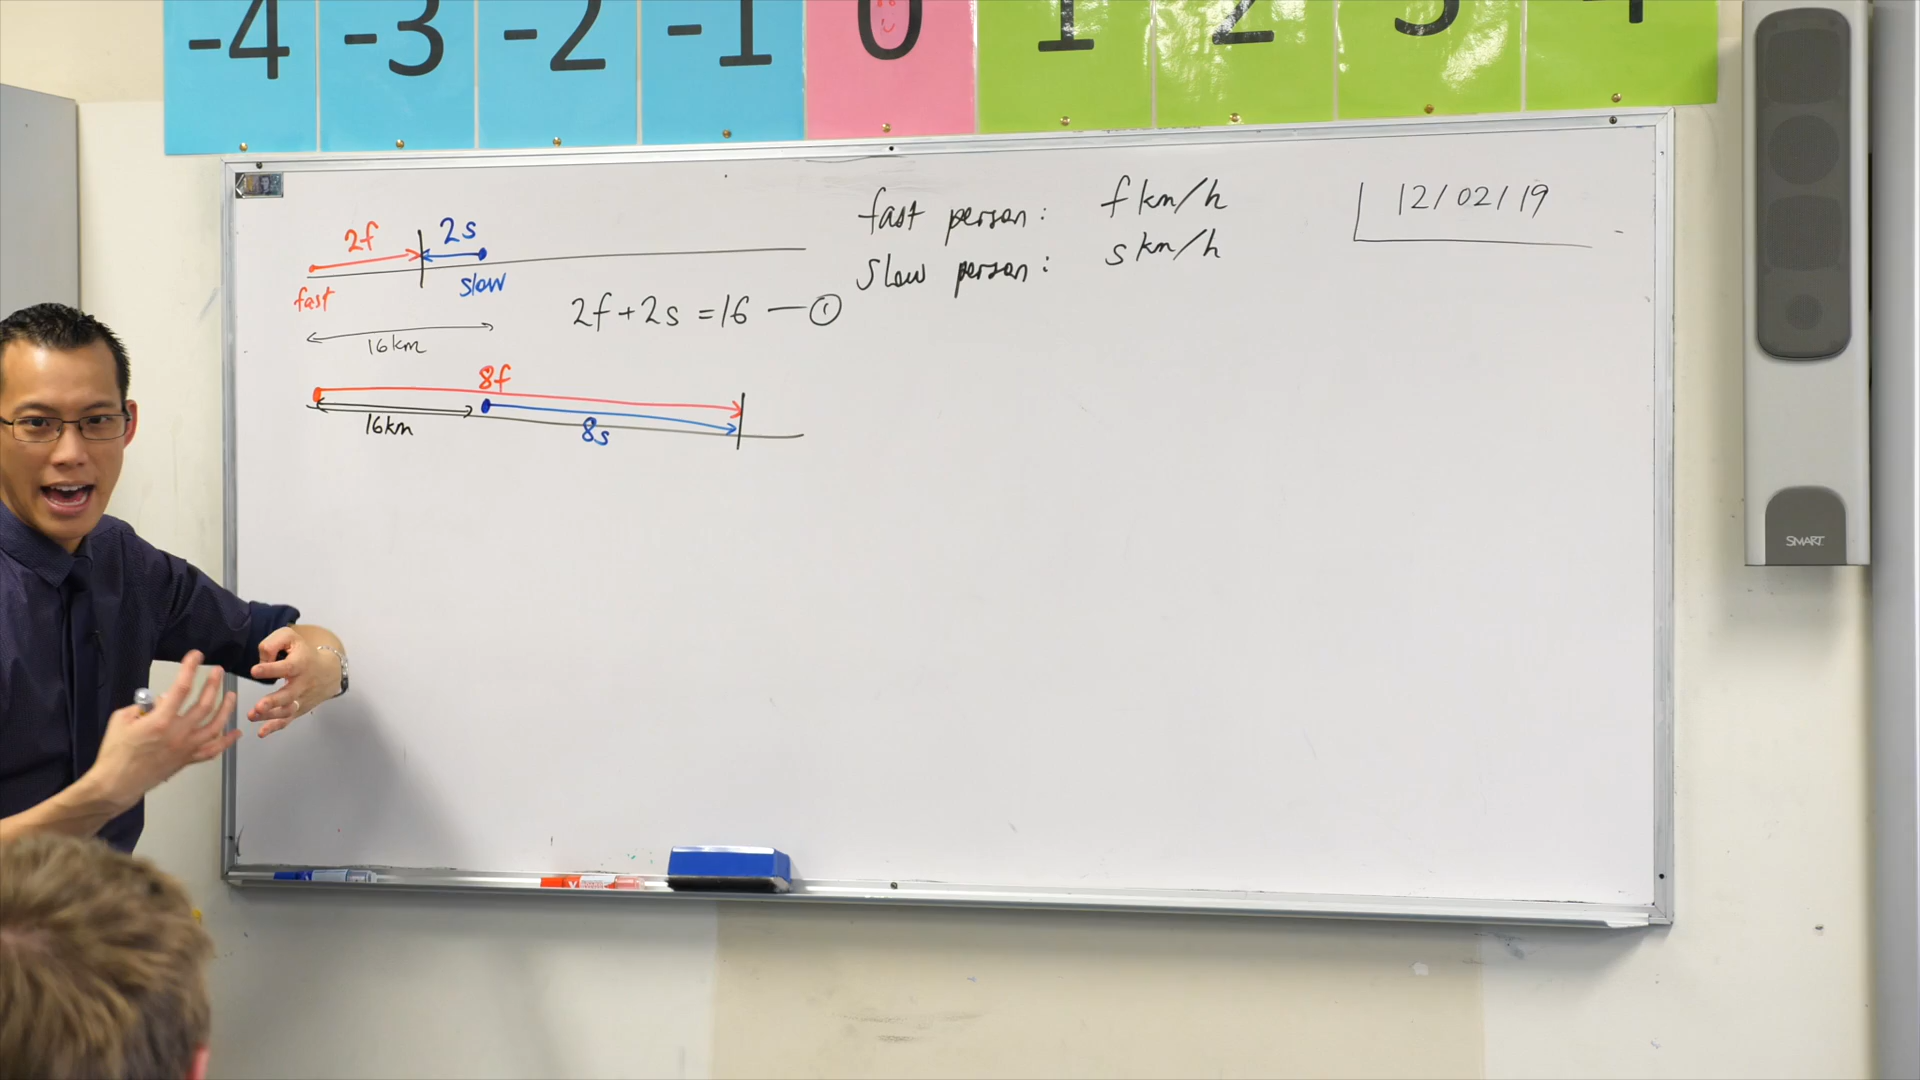 -4 -3 -2 -1 0 1 2 3 4
fast person: f km/h
slow person: s km/h
12/02/19
2f 2s
fast slow
16km
2f+2s =16 — ①
8f
16km
8s
SMART